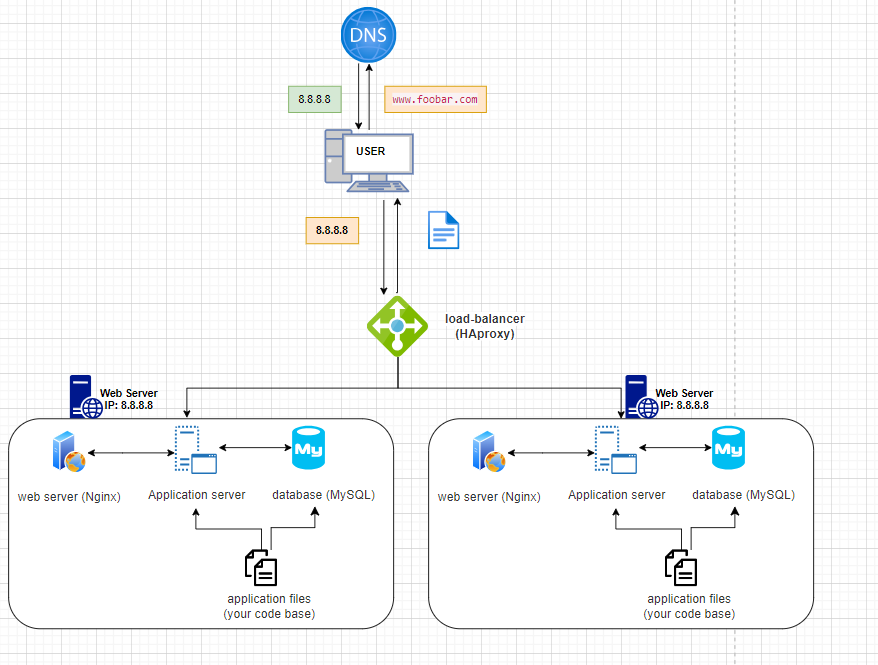 DNS
8.8.8.8
www.foobar.com
USER
8.8.8.8
load-balancer
(HAproxy)
Web Server
IP: 8.8.8.8
Web Server
IP: 8.8.8.8
My
web server (Nginx)
Application server
database (MySQL)
application files
(your code base)
My
web server (Nginx)
Application server
database (MySQL)
application files
(your code base)